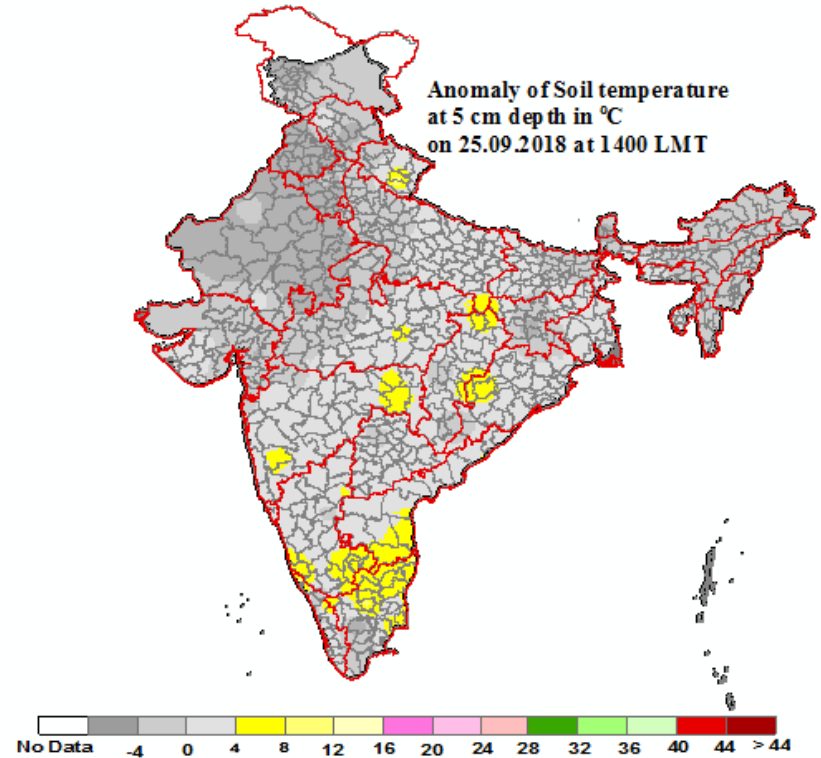 Anomaly of Soil temperature
at 5 cm depth in ⁰C
on 25.09.2018 at 1400 LMT
No Data -4 0 4 8 12 16 20 24 28 32 36 40 44 > 44